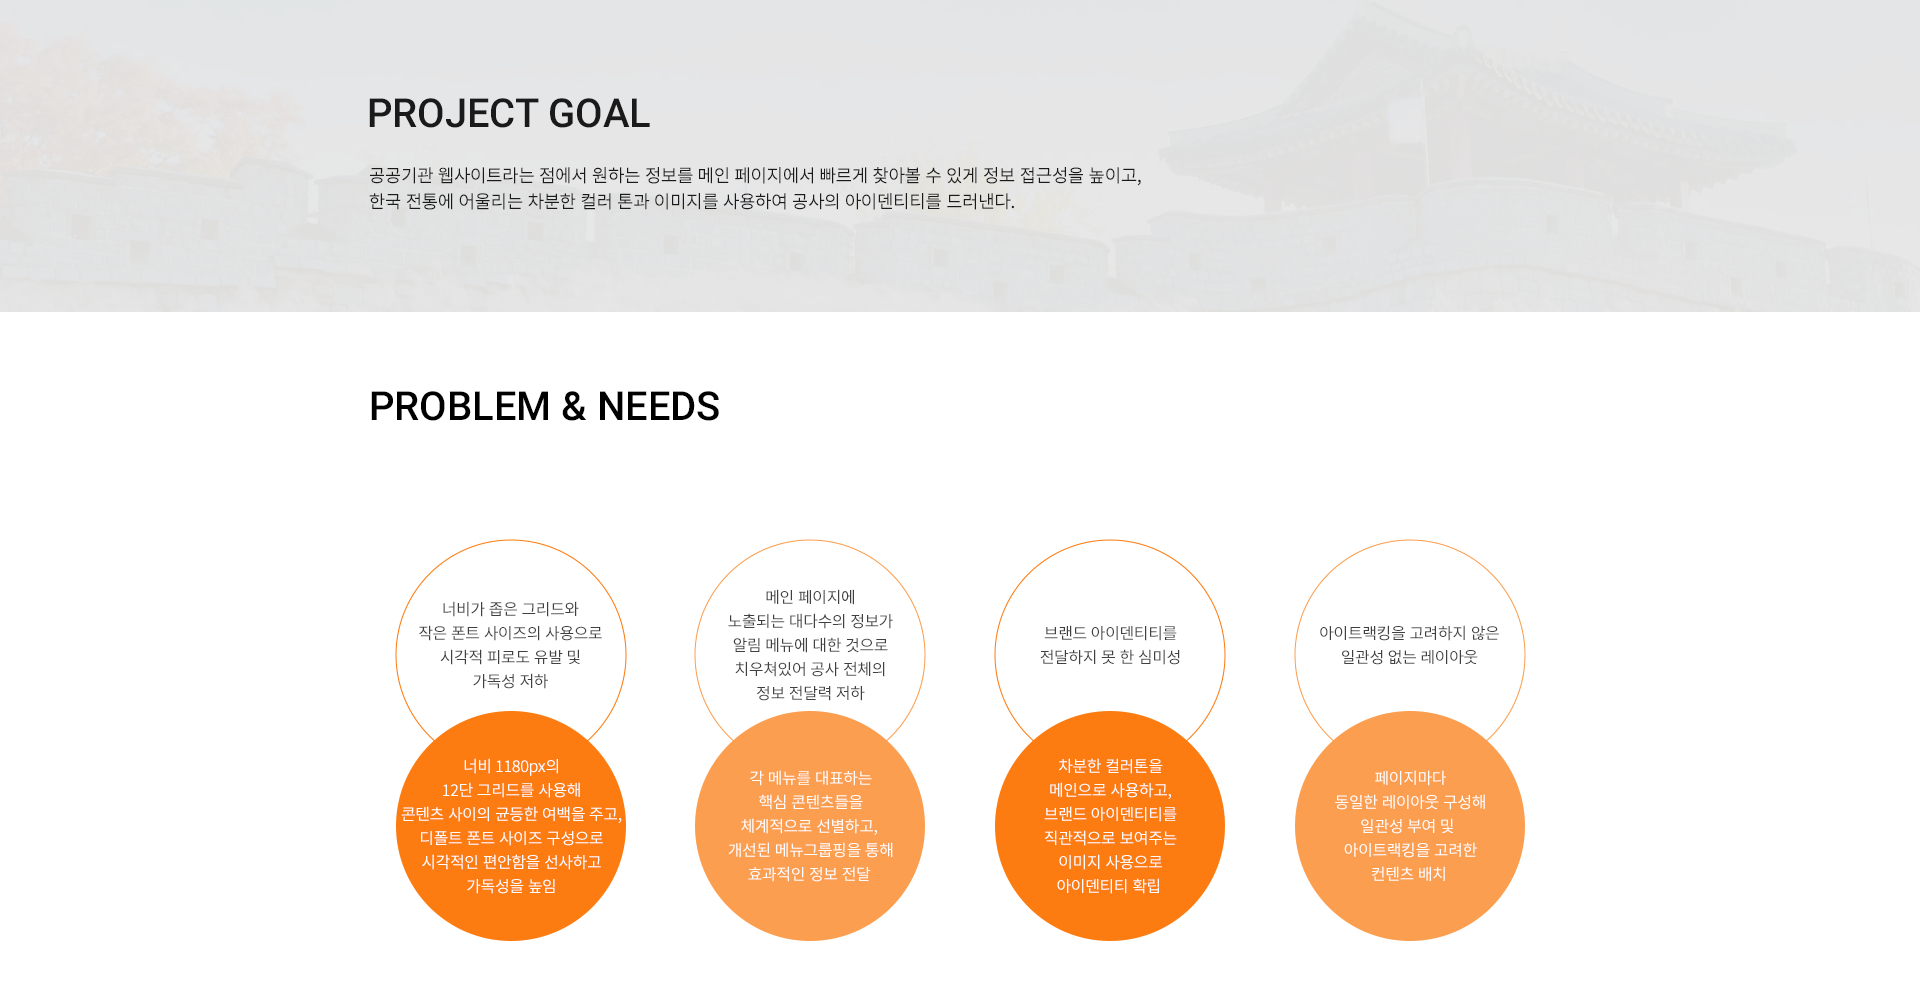 PROJECT GOAL
공공기관 웹사이트라는 점에서 원하는 정보를 메인 페이지에서 빠르게 찾아볼 수 있게 정보 접근성을 높이고,
한국 전통에 어울리는 차분한 컬러 톤과 이미지를 사용하여 공사의 아이덴티티를 드러낸다.
PROBLEM & NEEDS
너비가 좁은 그리드와
작은 폰트 사이즈의 사용으로
시각적 피로도 유발 및
가독성 저하
너비 1180px의
12단 그리드를 사용해
콘텐츠 사이의 균등한 여백을 주고,
디폴트 폰트 사이즈 구성으로
시각적인 편안함을 선사하고
가독성을 높임
메인 페이지에
노출되는 대다수의 정보가
알림 메뉴에 대한 것으로
치우쳐있어 공사 전체의
정보 전달력 저하
각 메뉴를 대표하는
핵심 콘텐츠들을
체계적으로 선별하고,
개선된 메뉴그룹핑을 통해
효과적인 정보 전달
브랜드 아이덴티티를
전달하지 못 한 심미성
차분한 컬러톤을
메인으로 사용하고,
브랜드 아이덴티티를
직관적으로 보여주는
이미지 사용으로
아이덴티티 확립
아이트랙킹을 고려하지 않은
일관성 없는 레이아웃
페이지마다
동일한 레이아웃 구성해
일관성 부여 및
아이트랙킹을 고려한
컨텐츠 배치